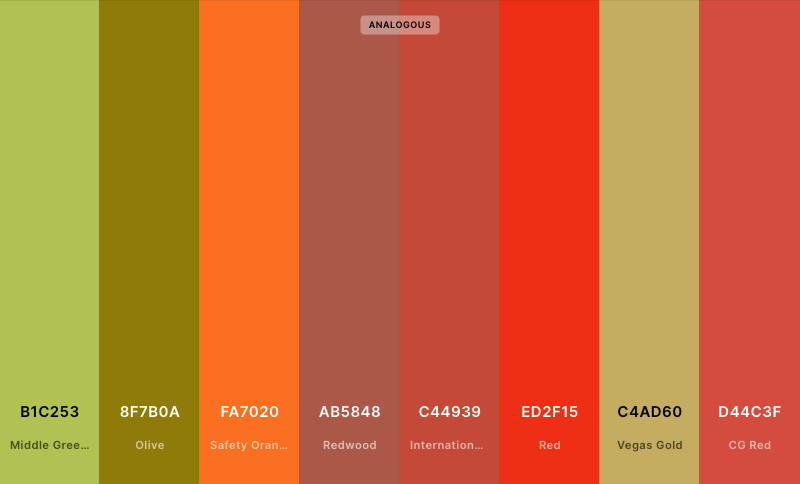 ANALOGOUS
B1C253 8F7B0A FA7020 AB5848 C44939 ED2F15 C4AD60 D44C3F
Middle Gree... Olive Safety Oran... Redwood Internation... Red Vegas Gold CG Red